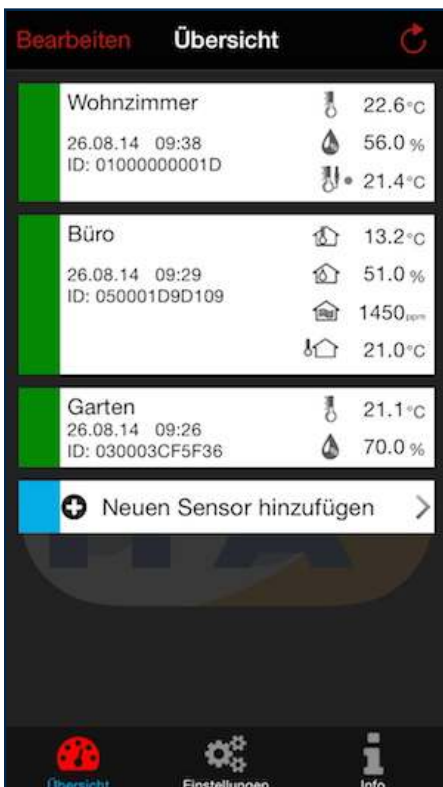 Bearbeiten Übersicht
Wohnzimmer 22.6°C
26.08.14 09:38 56.0 %
ID: 01000000001D 21.4°C
Büro 13.2°C
26.08.14 09:29 51.0 %
ID: 050001D9D109 1450 ppm
21.0°C
Garten 21.1°C
26.08.14 09:26
ID: 030003CF5F36 70.0 %
Neuen Sensor hinzufügen
Übersicht Einstellungen Info